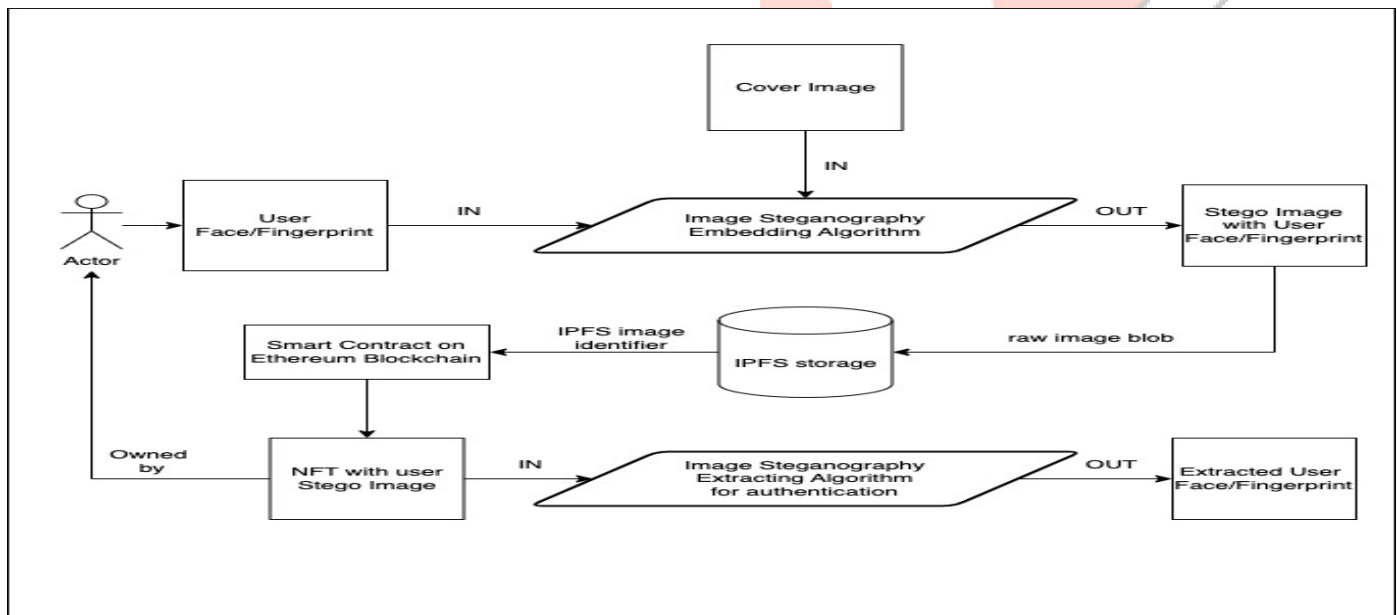 Cover Image
IN
User
Face/Fingerprint
IN
Image Steganography
Embedding Algorithm
OUT
Stego Image
with User
Face/Fingerprint
Actor
Smart Contract on
Ethereum Blockchain
IPFS image
identifier
IPFS storage
raw image blob
Owned
by
NFT with user
Stego Image
IN
Image Steganography
Extracting Algorithm
for authentication
OUT
Extracted User
Face/Fingerprint